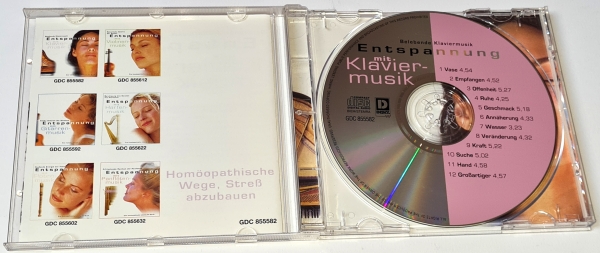 Entspannung
Entspannung
GDC 855582
GDC 855612
Entspannung
Entspannung
GDC 855592
GDC 855622
GDC 855602
GDC 855632
Homöopathische
Wege, Streß
abzubauen
GDC 855582
Belebende Klaviermusik
Entspannung
mit:
Klavier-
musik
1 Vase 4.54
2 Empfangen 4.59
3 Offenheit 5.27
4 Ruhe 4.25
5 Geschmack 5.18
6 Annäherung 4.33
7 Wasser 3.23
8 Veränderung 4.32
9 Kraft 5.22
10 Suche 5.02
11 Hand 4.58
12 Großartiger 4.57
GDC 855582